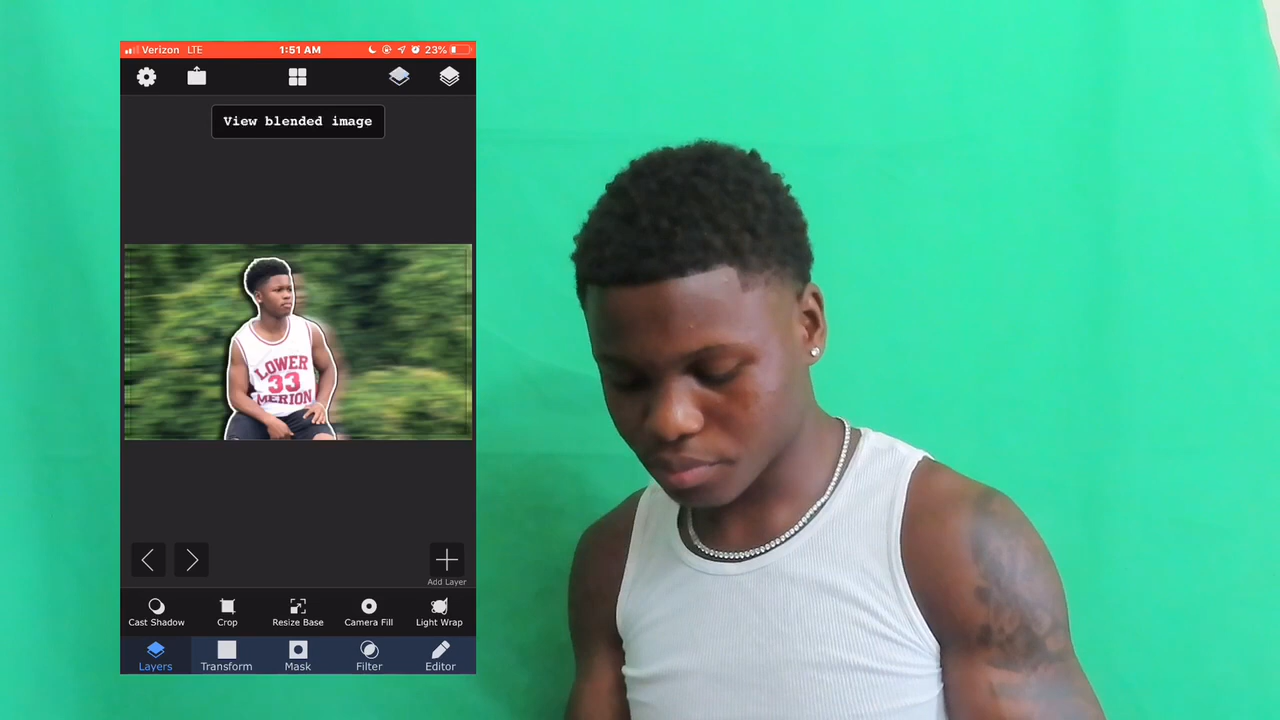 Verizon LTE 1:51 AM 23%
View blended image
LOWER
33
MERION
Add Layer
Cast Shadow Crop Resize Base Camera Fill Light Wrap
Layers Transform Mask Filter Editor